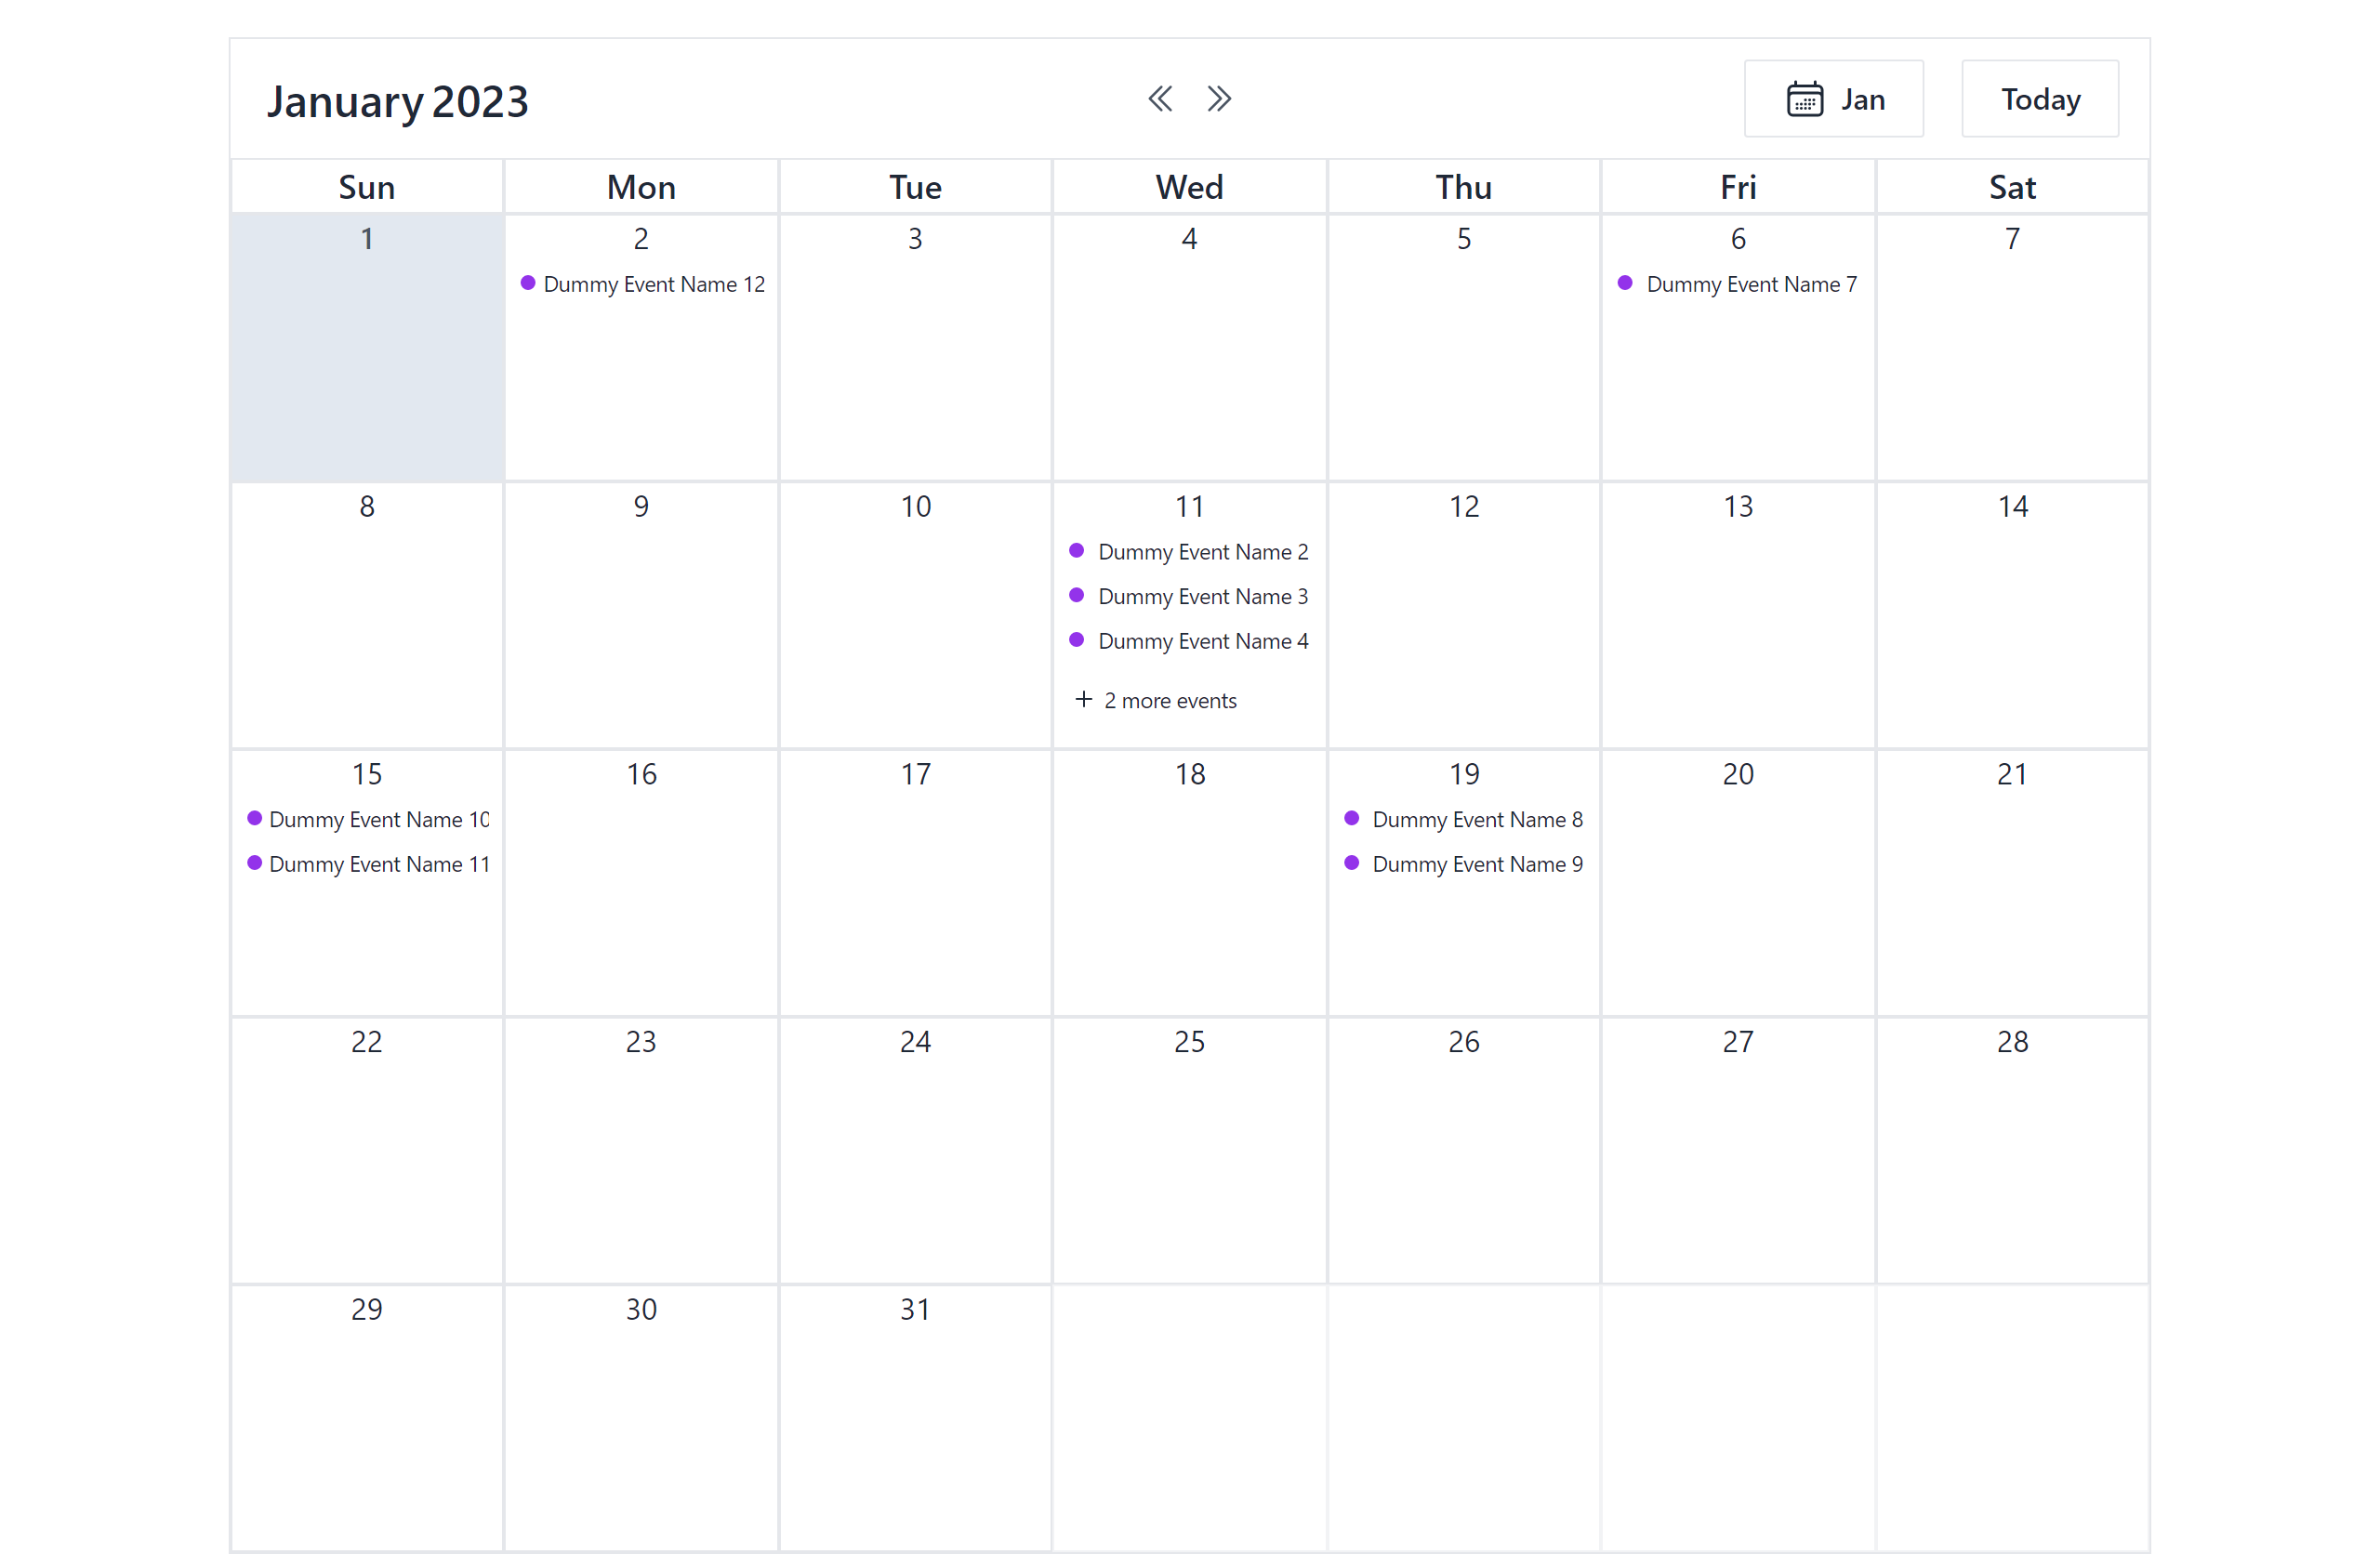 January 2023
Jan
Today
Sun Mon Tue Wed Thu Fri Sat
1 2 3 4 5 6 7
Dummy Event Name 12
Dummy Event Name 7
8 9 10 11 12 13 14
Dummy Event Name 2
Dummy Event Name 3
Dummy Event Name 4
+ 2 more events
15 16 17 18 19 20 21
Dummy Event Name 10
Dummy Event Name 11
Dummy Event Name 8
Dummy Event Name 9
22 23 24 25 26 27 28
29 30 31